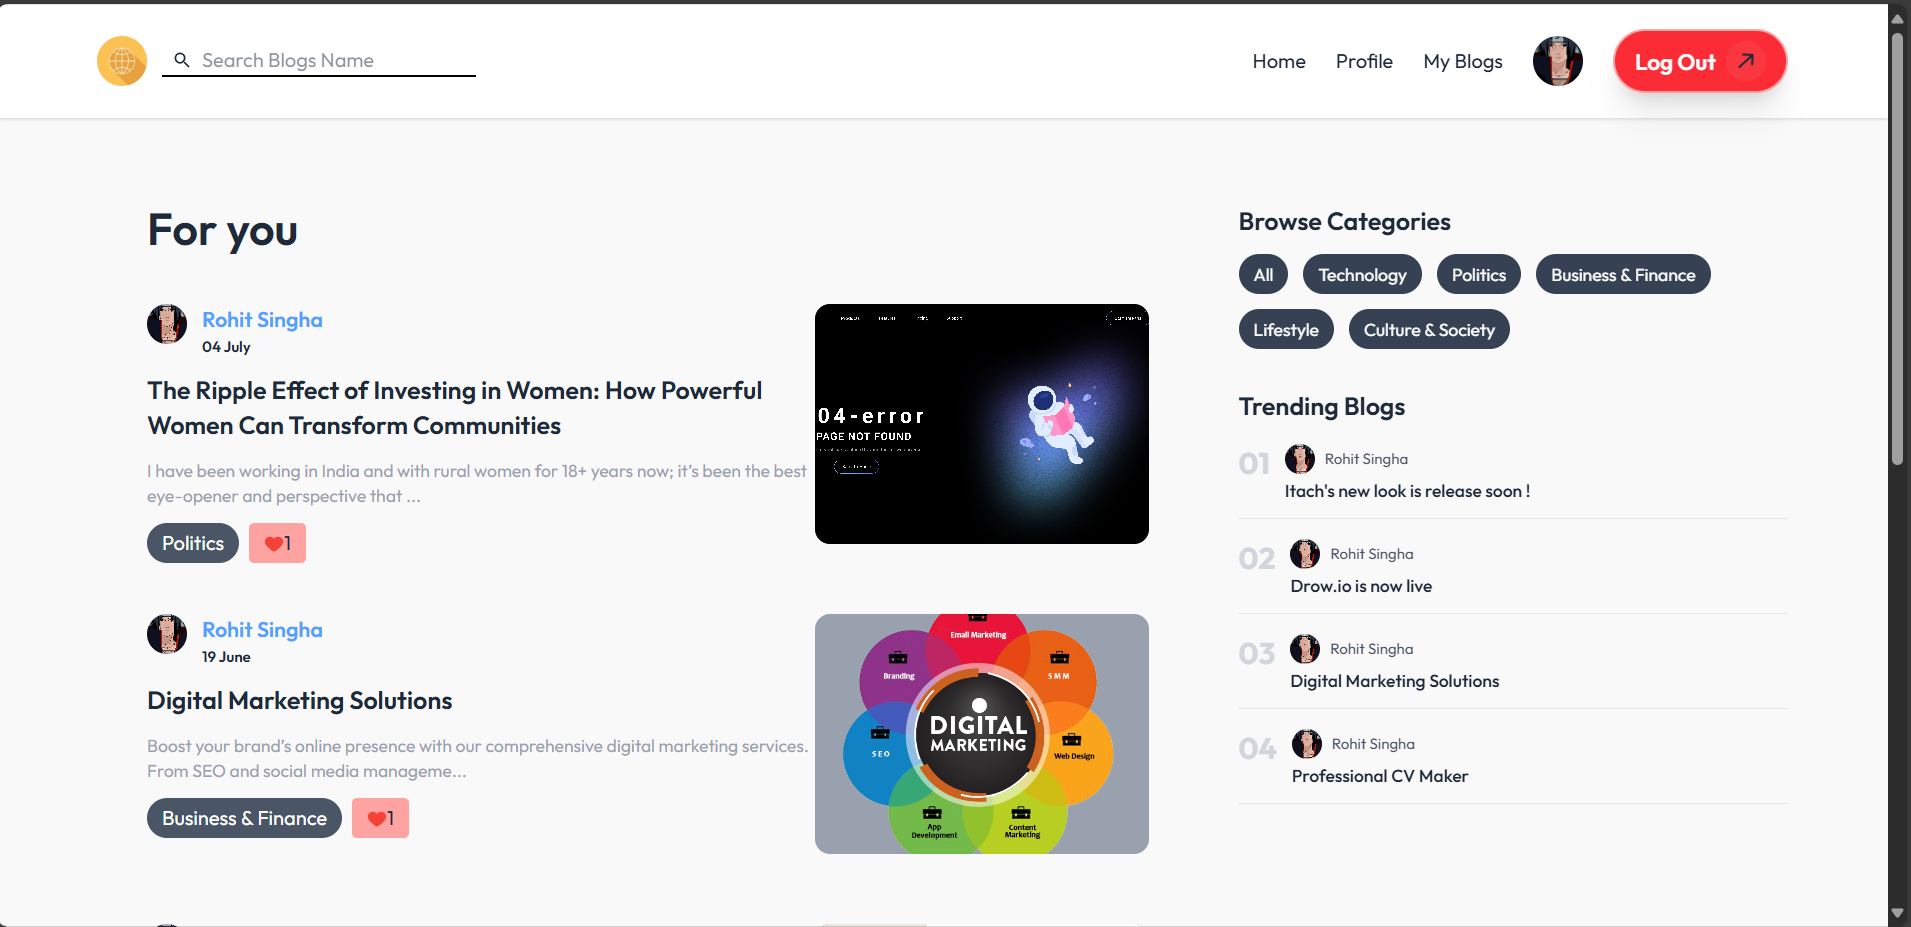 Search Blogs Name
Home
Profile
My Blogs
Log Out
For you
Rohit Singha
04 July
The Ripple Effect of Investing in Women: How Powerful
Women Can Transform Communities
I have been working in India and with rural women for 18+ years now; it’s been the best
eye-opener and perspective that ...
Politics
1
04-error
PAGE NOT FOUND
Rohit Singha
19 June
Digital Marketing Solutions
Boost your brand’s online presence with our comprehensive digital marketing services.
From SEO and social media manageme...
Business & Finance
1
Email Marketing
Branding
SMM
SEO
DIGITAL
MARKETING
Web Design
App
Development
Content
Marketing
Browse Categories
All
Technology
Politics
Business & Finance
Lifestyle
Culture & Society
Trending Blogs
01
Rohit Singha
Itach's new look is release soon !
02
Rohit Singha
Drow.io is now live
03
Rohit Singha
Digital Marketing Solutions
04
Rohit Singha
Professional CV Maker